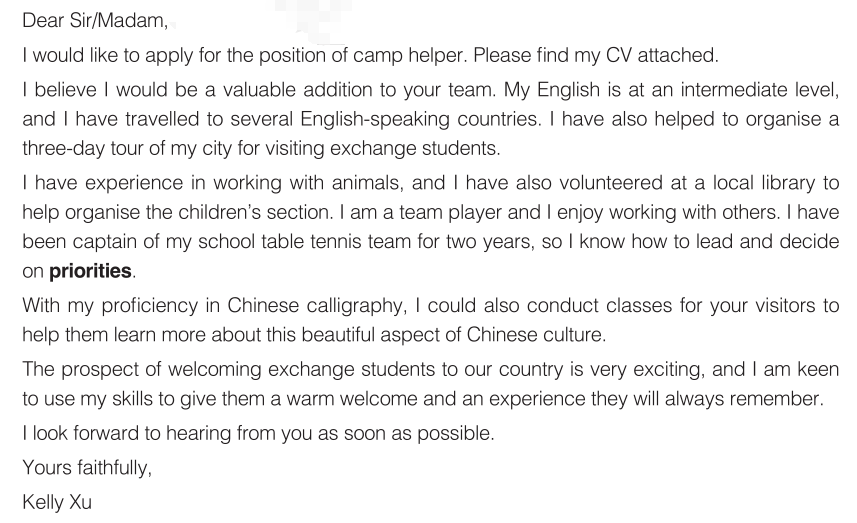 Dear Sir/Madam,
I would like to apply for the position of camp helper. Please find my CV attached.
I believe I would be a valuable addition to your team. My English is at an intermediate level,
and I have travelled to several English-speaking countries. I have also helped to organise a
three-day tour of my city for visiting exchange students.
I have experience in working with animals, and I have also volunteered at a local library to
help organise the children's section. I am a team player and I enjoy working with others. I have
been captain of my school table tennis team for two years, so I know how to lead and decide
on priorities.
With my proficiency in Chinese calligraphy, I could also conduct classes for your visitors to
help them learn more about this beautiful aspect of Chinese culture.
The prospect of welcoming exchange students to our country is very exciting, and I am keen
to use my skills to give them a warm welcome and an experience they will always remember.
I look forward to hearing from you as soon as possible.
Yours faithfully,
Kelly Xu